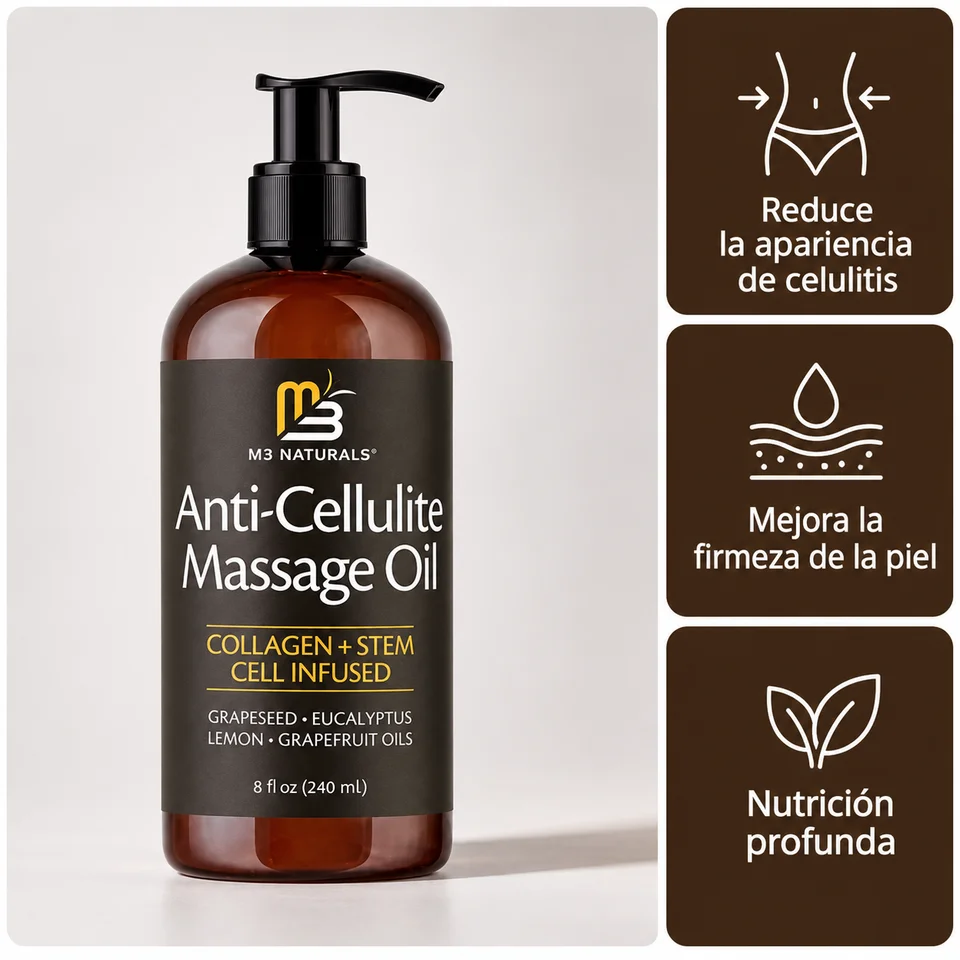 M3
M3 NATURALS®
Anti-Cellulite
Massage Oil
COLLAGEN + STEM
CELL INFUSED
GRAPESEED • EUCALYPTUS
LEMON • GRAPEFRUIT OILS
8 fl oz (240 ml)
Reduce
la apariencia
de celulitis
Mejora la
firmeza de la piel
Nutrición
profunda